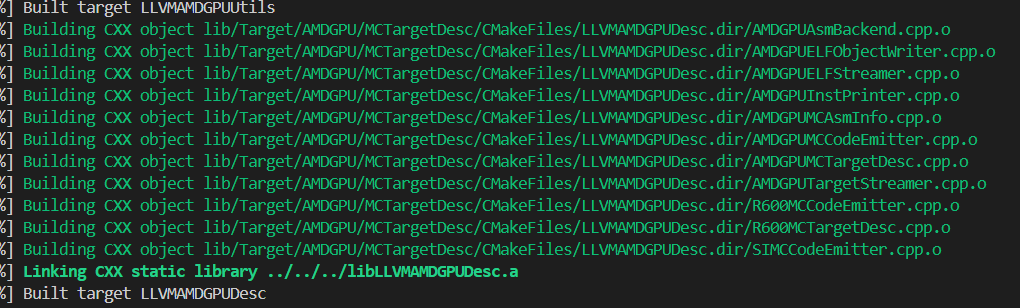 %] Built target LLVMAMDGPUUtils
%] Building CXX object lib/Target/AMDGPU/MCTargetDesc/CMakeFiles/LLVMAMDGPUDesc.dir/AMDGPUAsmBackend.cpp.o
%] Building CXX object lib/Target/AMDGPU/MCTargetDesc/CMakeFiles/LLVMAMDGPUDesc.dir/AMDGPUELFObjectWriter.cpp.o
%] Building CXX object lib/Target/AMDGPU/MCTargetDesc/CMakeFiles/LLVMAMDGPUDesc.dir/AMDGPUELFStreamer.cpp.o
%] Building CXX object lib/Target/AMDGPU/MCTargetDesc/CMakeFiles/LLVMAMDGPUDesc.dir/AMDGPUInstPrinter.cpp.o
%] Building CXX object lib/Target/AMDGPU/MCTargetDesc/CMakeFiles/LLVMAMDGPUDesc.dir/AMDGPUMCAsmInfo.cpp.o
%] Building CXX object lib/Target/AMDGPU/MCTargetDesc/CMakeFiles/LLVMAMDGPUDesc.dir/AMDGPUMCCodeEmitter.cpp.o
%] Building CXX object lib/Target/AMDGPU/MCTargetDesc/CMakeFiles/LLVMAMDGPUDesc.dir/AMDGPUMCTargetDesc.cpp.o
%] Building CXX object lib/Target/AMDGPU/MCTargetDesc/CMakeFiles/LLVMAMDGPUDesc.dir/AMDGPUTargetStreamer.cpp.o
%] Building CXX object lib/Target/AMDGPU/MCTargetDesc/CMakeFiles/LLVMAMDGPUDesc.dir/R600MCCodeEmitter.cpp.o
%] Building CXX object lib/Target/AMDGPU/MCTargetDesc/CMakeFiles/LLVMAMDGPUDesc.dir/R600MCTargetDesc.cpp.o
%] Building CXX object lib/Target/AMDGPU/MCTargetDesc/CMakeFiles/LLVMAMDGPUDesc.dir/SIMCCodeEmitter.cpp.o
%] Linking CXX static library ../../../libLLVMAMDGPUDesc.a
%] Built target LLVMAMDGPUDesc